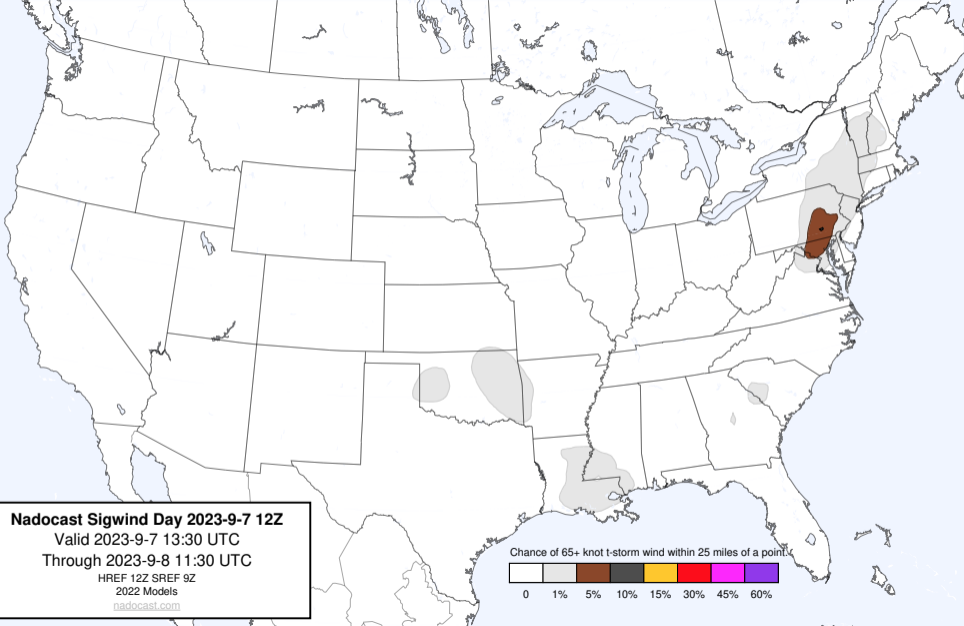 Nadocast Sigwind Day 2023-9-7 12Z
Valid 2023-9-7 13:30 UTC
Through 2023-9-8 11:30 UTC
HREF 12Z SREF 9Z
2022 Models
nadocast.com
Chance of 65+ knot t-storm wind within 25 miles of a point.
0 1% 5% 10% 15% 30% 45% 60%